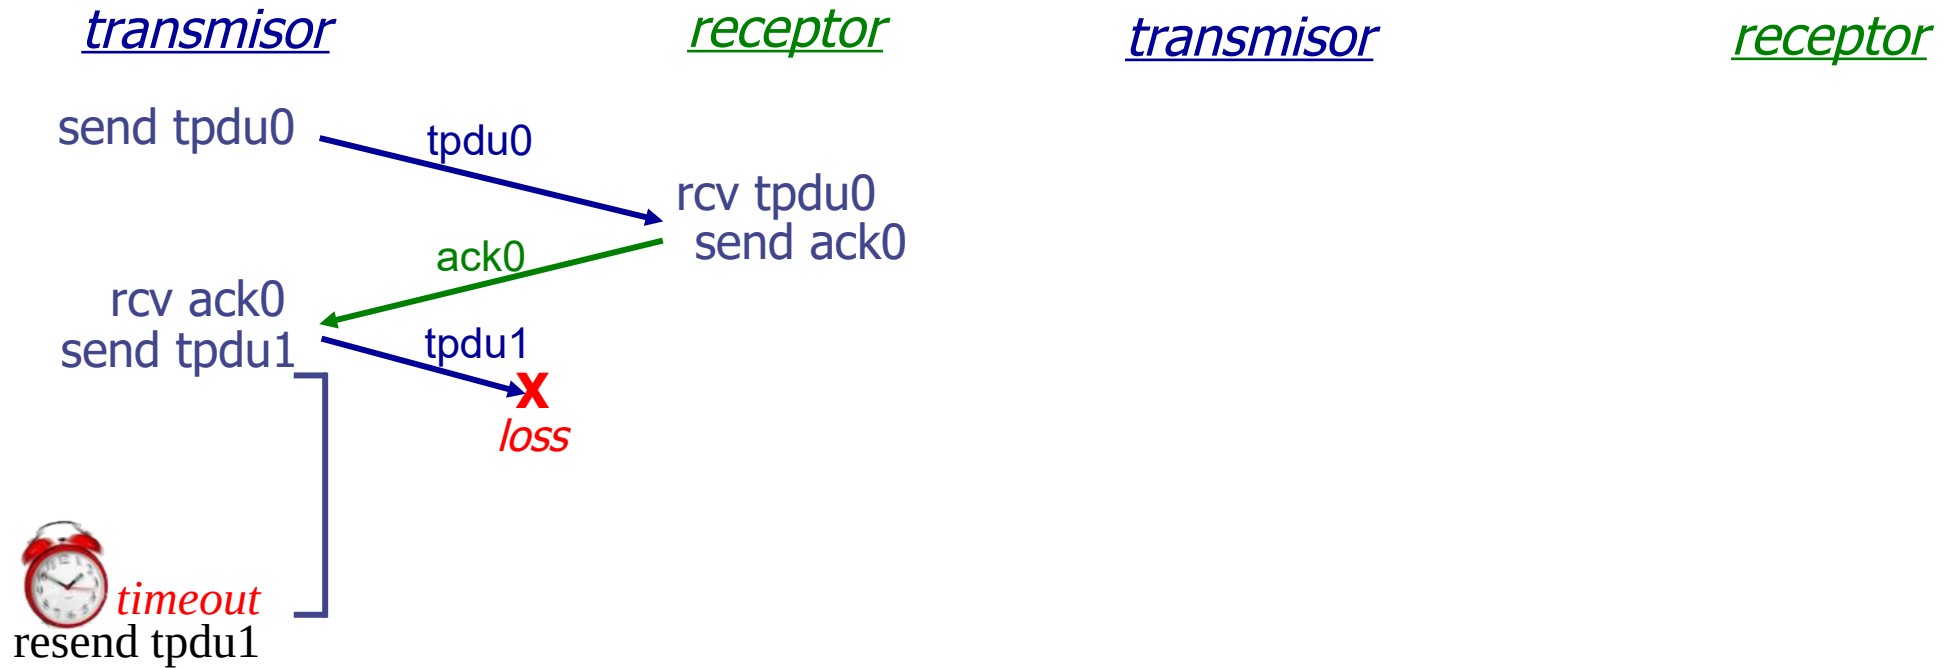 transmisor
receptor
transmisor
receptor
send tpdu0
tpdu0
rcv tpdu0
send ack0
ack0
rcv ack0
send tpdu1
tpdu1
X
loss
timeout
resend tpdu1